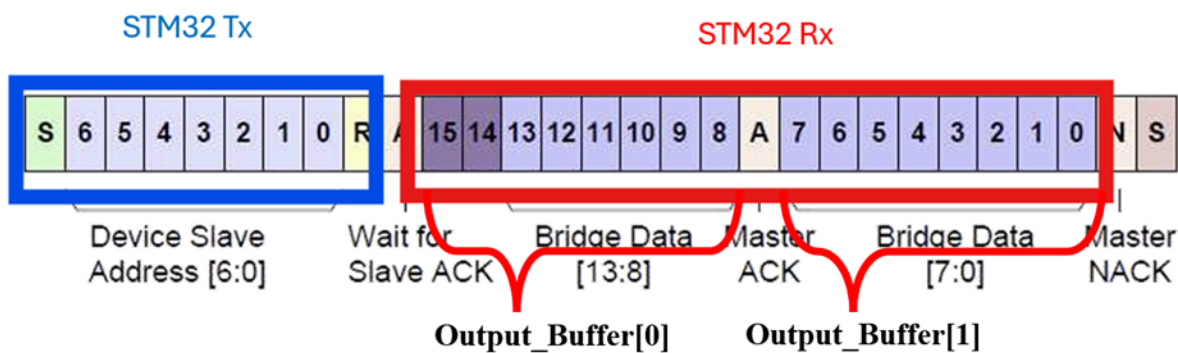 STM32 Tx
STM32 Rx
S 6 5 4 3 2 1 0 R A 15 14 13 12 11 10 9 8 A 7 6 5 4 3 2 1 0 N S
Device Slave Address [6:0]
Wait for Slave ACK
Bridge Data [13:8]
Master ACK
Bridge Data [7:0]
Master NACK
Output_Buffer[0]
Output_Buffer[1]